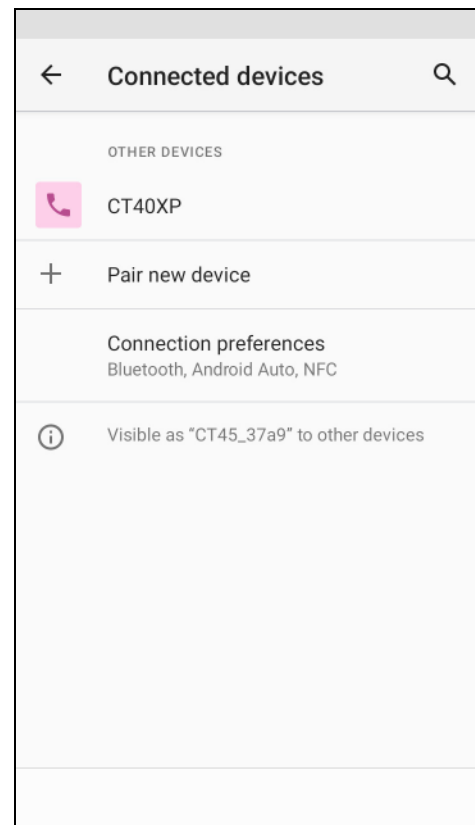 Connected devices
OTHER DEVICES
CT40XP
Pair new device
Connection preferences
Bluetooth, Android Auto, NFC
Visible as “CT45_37a9” to other devices